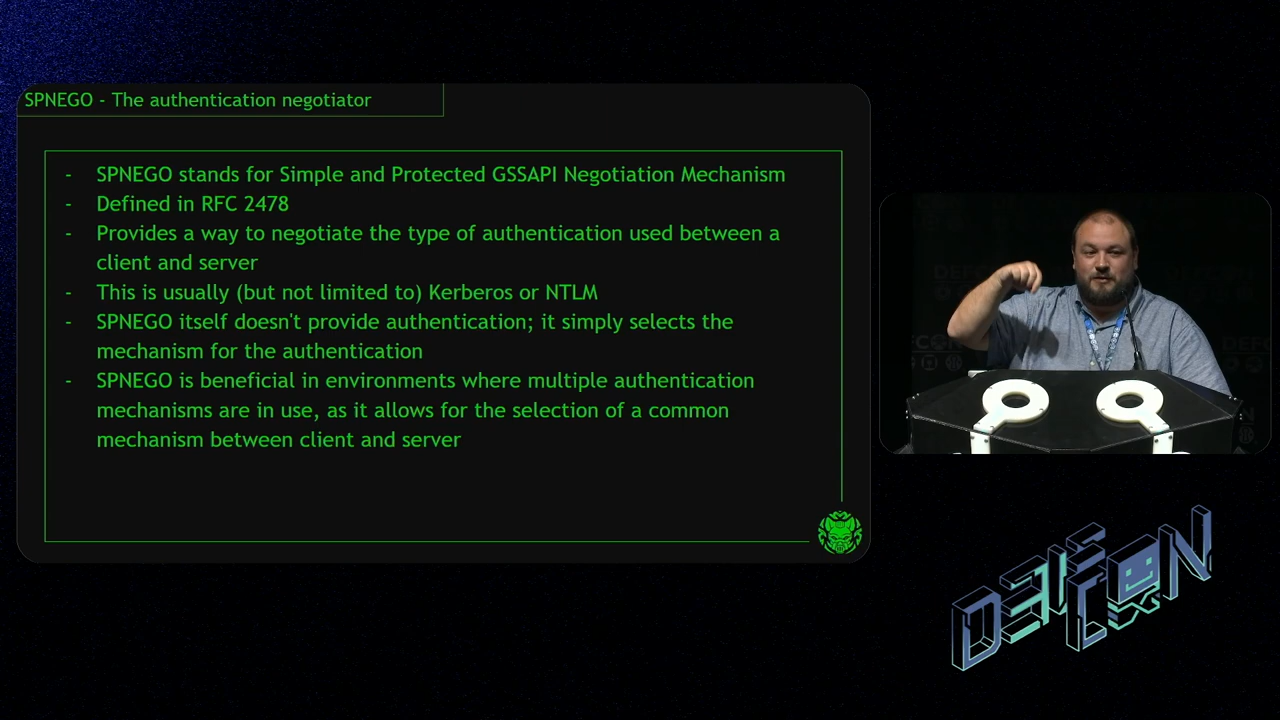 SPNEGO - The authentication negotiator
- SPNEGO stands for Simple and Protected GSSAPI Negotiation Mechanism
- Defined in RFC 2478
- Provides a way to negotiate the type of authentication used between a
client and server
- This is usually (but not limited to) Kerberos or NTLM
- SPNEGO itself doesn't provide authentication; it simply selects the
mechanism for the authentication
- SPNEGO is beneficial in environments where multiple authentication
mechanisms are in use, as it allows for the selection of a common
mechanism between client and server
DEF
CON